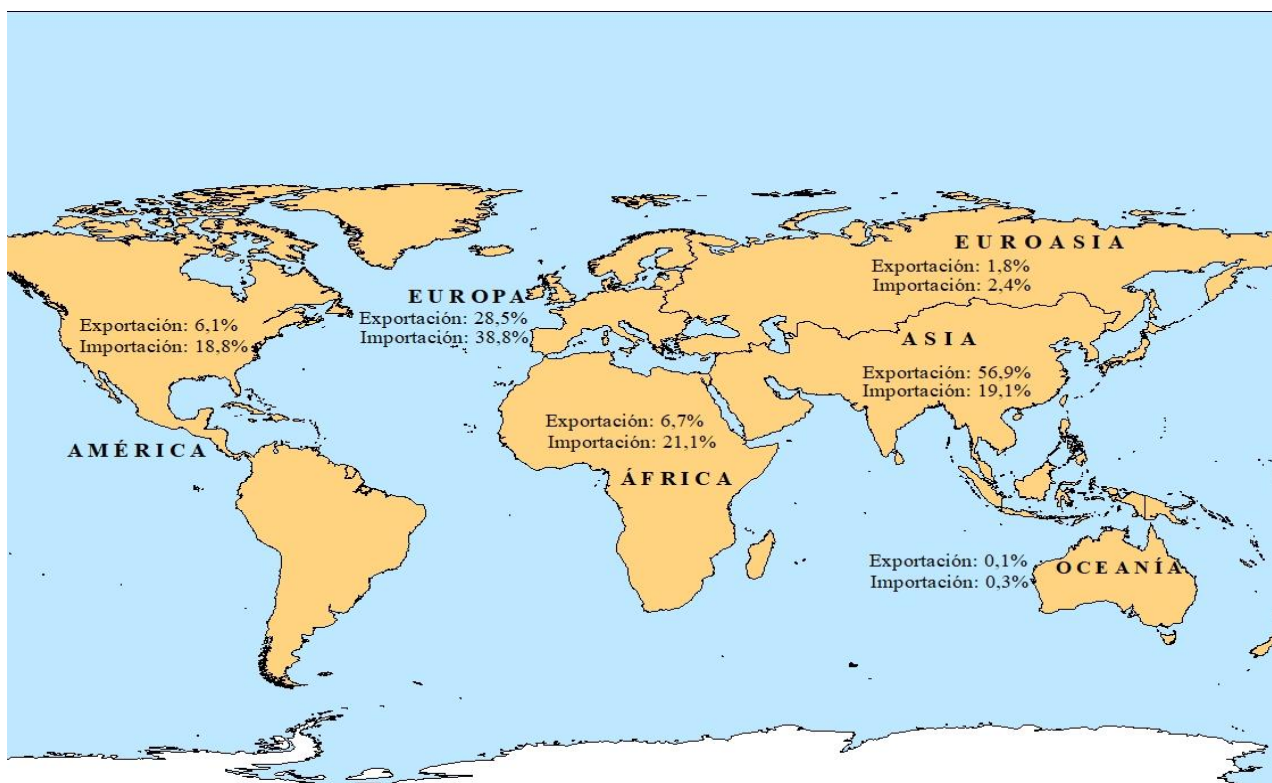 EUROASIA
Exportación: 1,8%
Importación: 2,4%
EUROPA
Exportación: 28,5%
Importación: 38,8%
Exportación: 6,1%
Importación: 18,8%
AMÉRICA
ASIA
Exportación: 56,9%
Importación: 19,1%
Exportación: 6,7%
Importación: 21,1%
ÁFRICA
Exportación: 0,1%
Importación: 0,3%
OCEANÍA